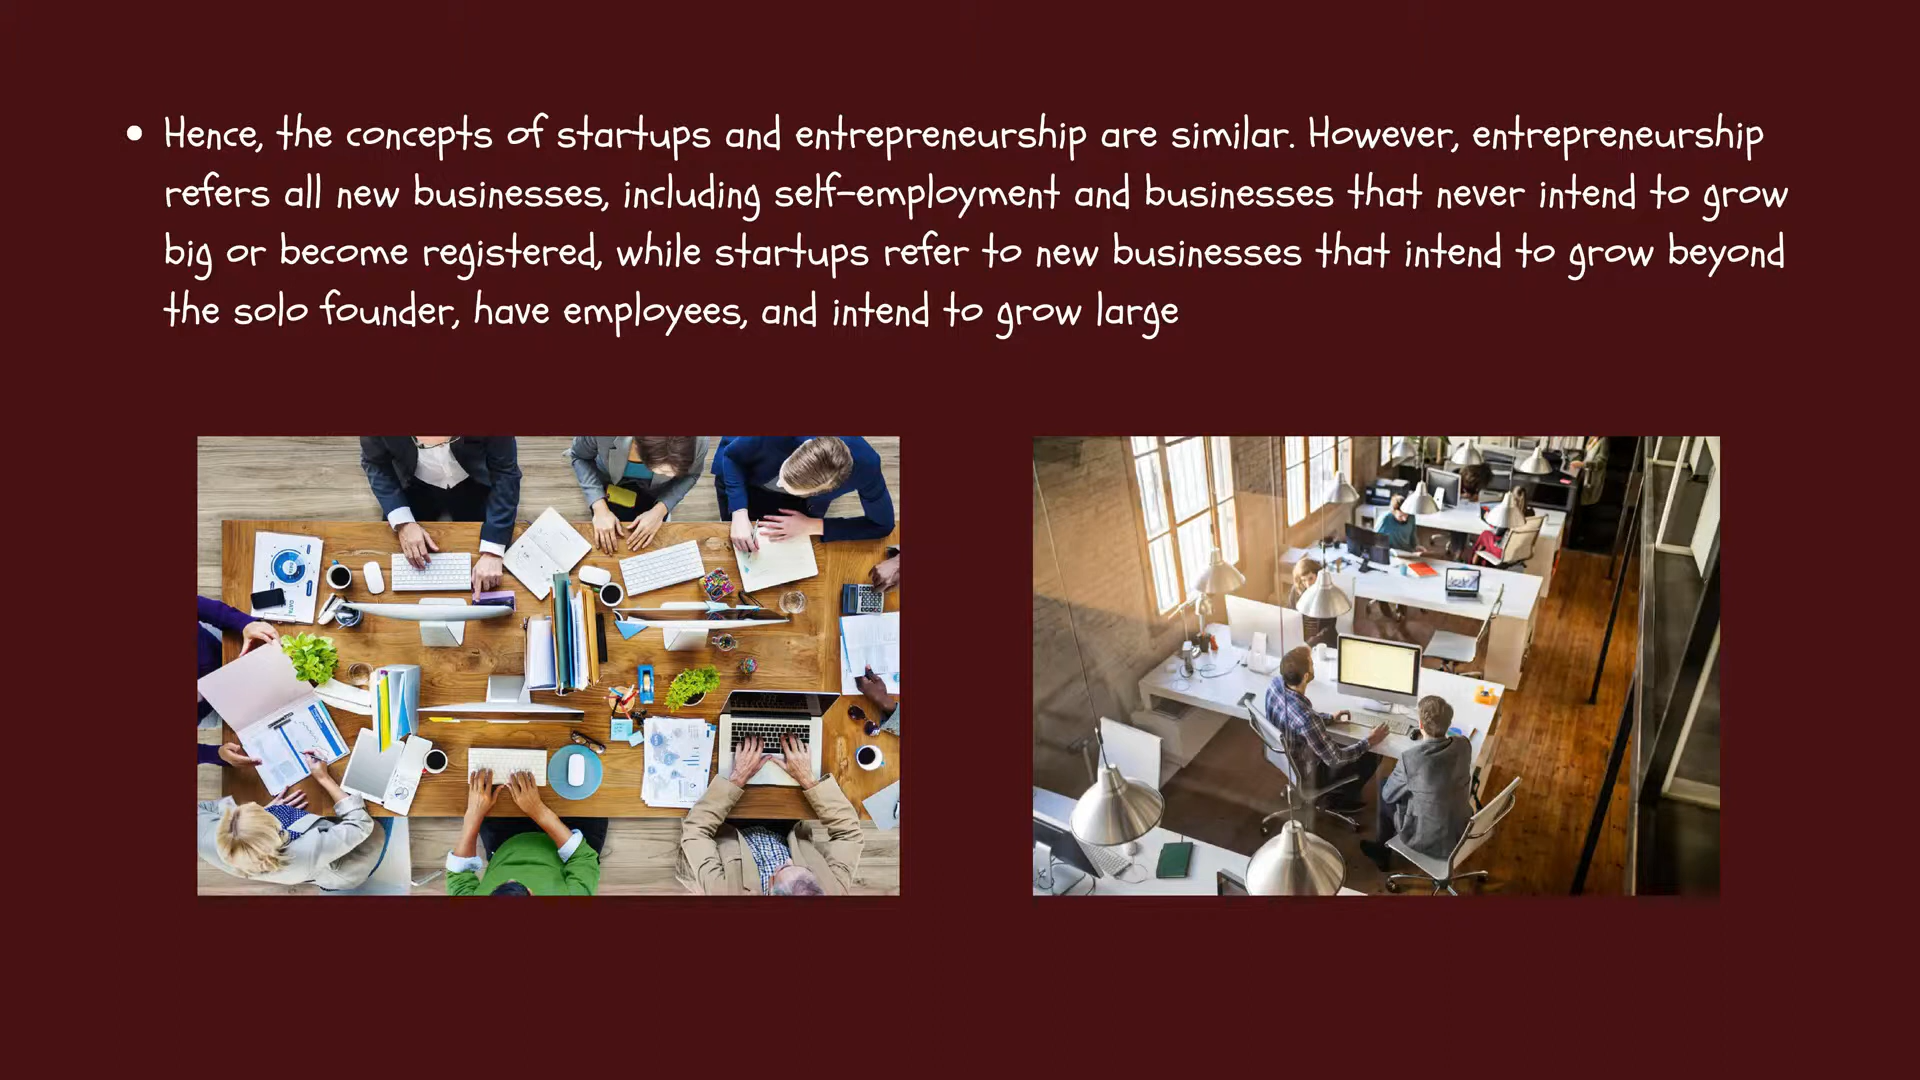 • Hence, the concepts of startups and entrepreneurship are similar. However, entrepreneurship
refers all new businesses, including self-employment and businesses that never intend to grow
big or become registered, while startups refer to new businesses that intend to grow beyond
the solo founder, have employees, and intend to grow large